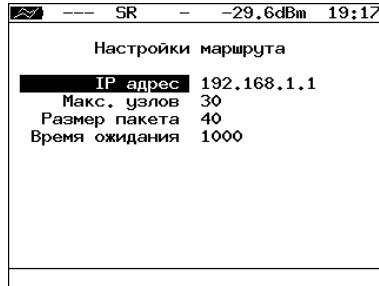 --- SR - -29.6dBm 19:17
Настройки маршрута
IP адрес 192.168.1.1
Макс. узлов 30
Размер пакета 40
Время ожидания 1000